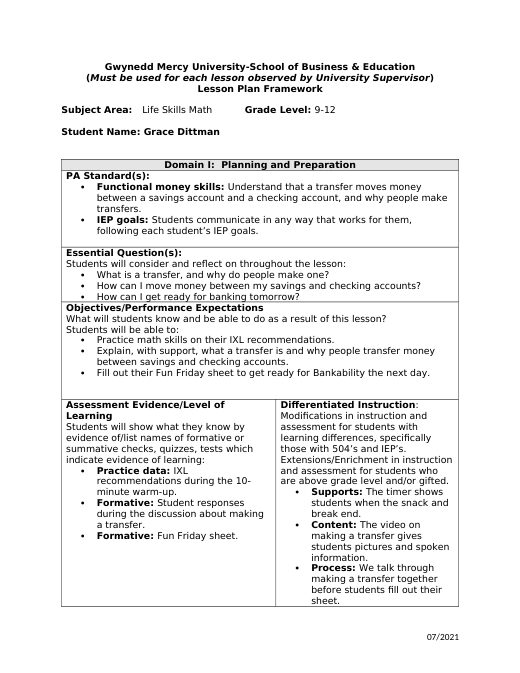 Gwynedd Mercy University-School of Business & Education
(Must be used for each lesson observed by University Supervisor)
Lesson Plan Framework
Subject Area: Life Skills Math Grade Level: 9-12
Student Name: Grace Dittman
Domain I: Planning and Preparation
PA Standard(s):
• Functional money skills: Understand that a transfer moves money
between a savings account and a checking account, and why people make
transfers.
• IEP goals: Students communicate in any way that works for them,
following each student’s IEP goals.
Essential Question(s):
Students will consider and reflect on throughout the lesson:
• What is a transfer, and why do people make one?
• How can I move money between my savings and checking accounts?
• How can I get ready for banking tomorrow?
Objectives/Performance Expectations
What will students know and be able to do as a result of this lesson?
Students will be able to:
• Practice math skills on their IXL recommendations.
• Explain, with support, what a transfer is and why people transfer money
between savings and checking accounts.
• Fill out their Fun Friday sheet to get ready for Bankability the next day.
Assessment Evidence/Level of
Learning
Students will show what they know by
evidence of/list names of formative or
summative checks, quizzes, tests which
indicate evidence of learning:
• Practice data: IXL
recommendations during the 10-
minute warm-up.
• Formative: Student responses
during the discussion about making
a transfer.
• Formative: Fun Friday sheet.
Differentiated Instruction:
Modifications in instruction and
assessment for students with
learning differences, specifically
those with 504’s and IEP’s.
Extensions/Enrichment in instruction
and assessment for students who
are above grade level and/or gifted.
• Supports: The timer shows
students when the snack and
break end.
• Content: The video on
making a transfer gives
students pictures and spoken
information.
• Process: We talk through
making a transfer together
before students fill out their
sheet.
07/2021